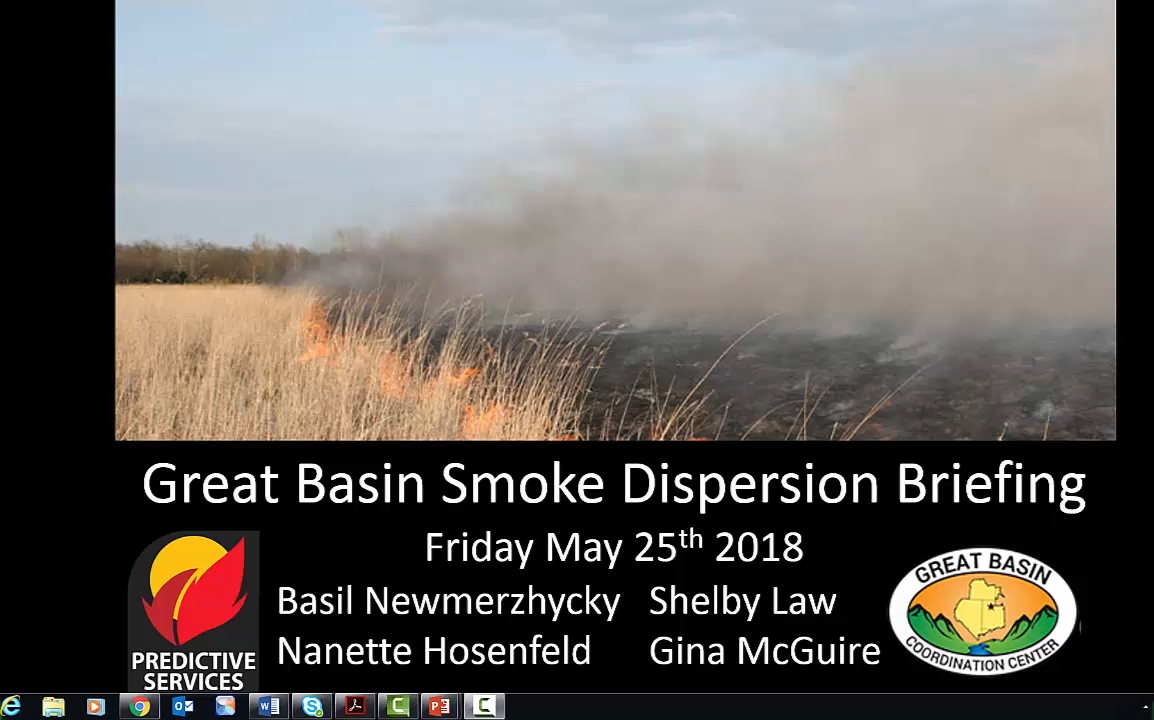 Great Basin Smoke Dispersion Briefing
Friday May 25th 2018
Basil Newmerzhycky Shelby Law
Nanette Hosenfeld Gina McGuire
PREDICTIVE
SERVICES
GREAT BASIN
COORDINATION CENTER